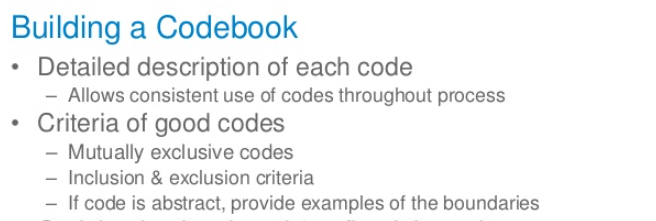 Building a Codebook
• Detailed description of each code
– Allows consistent use of codes throughout process
• Criteria of good codes
– Mutually exclusive codes
– Inclusion & exclusion criteria
– If code is abstract, provide examples of the boundaries